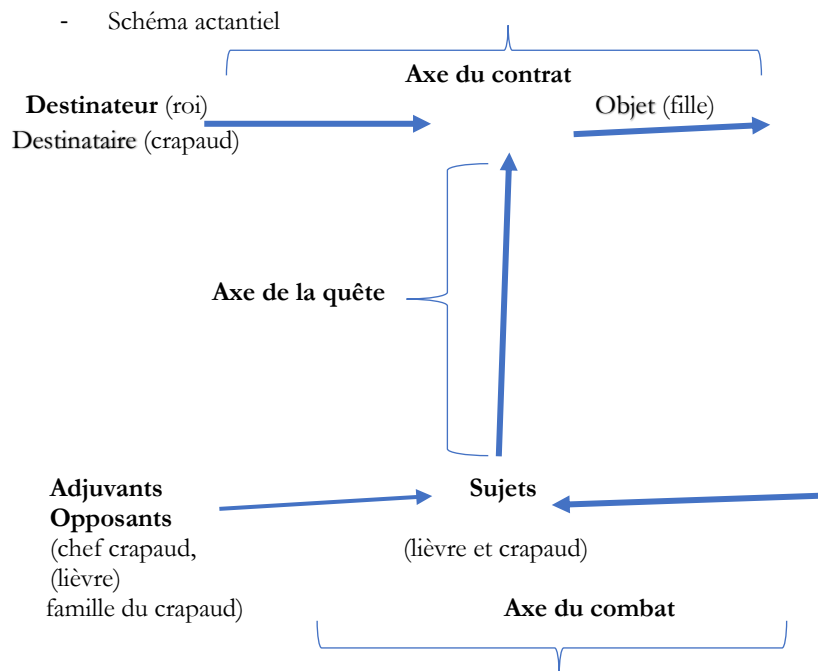 - Schéma actantiel
Axe du contrat
Destinateur (roi) Objet (fille)
Destinataire (crapaud)
Axe de la quête
Adjuvants Sujets
Opposants
(chef crapaud, (lièvre et crapaud)
(lièvre)
famille du crapaud)
Axe du combat